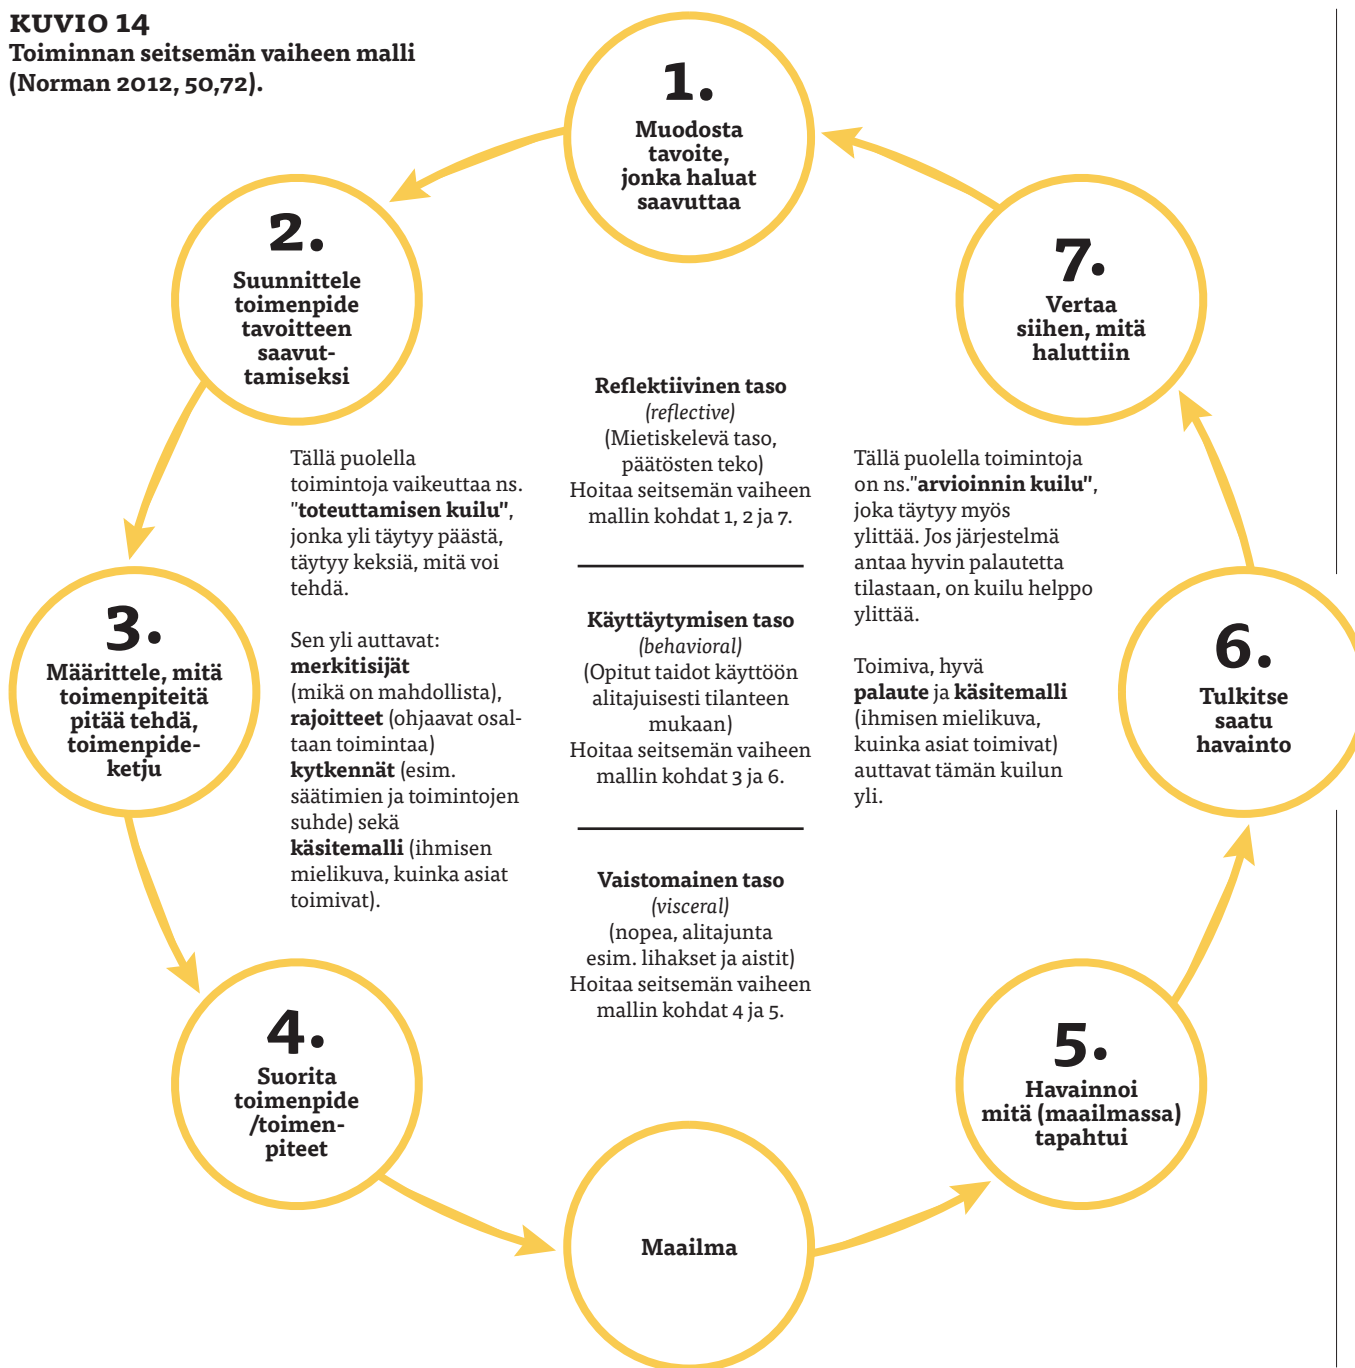 KUVIO 14
Toiminnan seitsemän vaiheen malli
(Norman 2012, 50,72).
1.
Muodosta
tavoite,
jonka haluat
saavuttaa
2.
Suunnittele
toimenpide
tavoitteen
saavut-
tamiseksi
3.
Määrittele, mitä
toimenpiteitä
pitää tehdä,
toimenpide-
ketju
4.
Suorita
toimenpide
/toimen-
piteet
Maailma
5.
Havainnoi
mitä (maailmassa)
tapahtui
6.
Tulkitse
saatu
havainto
7.
Vertaa
siihen, mitä
haluttiin
Tällä puolella
toimintoja vaikeuttaa ns.
"toteuttamisen kuilu",
jonka yli täytyy päästä,
täytyy keksiä, mitä voi
tehdä.
Sen yli auttavat:
merkitisijät
(mikä on mahdollista),
rajoitteet (ohjaavat osal-
taan toimintaa)
kytkennät (esim.
säätimien ja toimintojen
suhde) sekä
käsitemalli (ihmisen
mielikuva, kuinka asiat
toimivat).
Reflektiivinen taso
(reflective)
(Mietiskelevä taso,
päätösten teko)
Hoitaa seitsemän vaiheen
mallin kohdat 1, 2 ja 7.
Käyttäytymisen taso
(behavioral)
(Opitut taidot käyttöön
alitajuisesti tilanteen
mukaan)
Hoitaa seitsemän vaiheen
mallin kohdat 3 ja 6.
Vaistomainen taso
(visceral)
(nopea, alitajunta
esim. lihakset ja aistit)
Hoitaa seitsemän vaiheen
mallin kohdat 4 ja 5.
Tällä puolella toimintoja
on ns."arvioinnin kuilu",
joka täytyy myös
ylittää. Jos järjestelmä
antaa hyvin palautetta
tilastaan, on kuilu helppo
ylittää.
Toimiva, hyvä
palaute ja käsitemalli
(ihmisen mielikuva,
kuinka asiat toimivat)
auttavat tämän kuilun
yli.